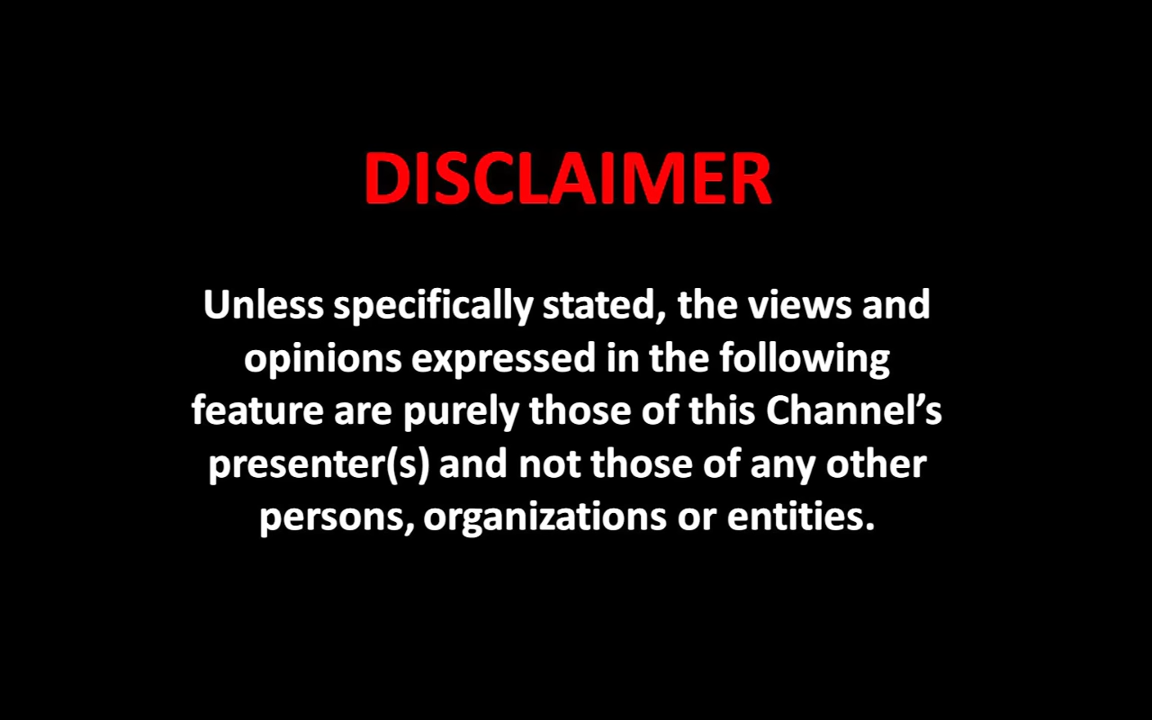 DISCLAIMER
Unless specifically stated, the views and
opinions expressed in the following
feature are purely those of this Channel’s
presenter(s) and not those of any other
persons, organizations or entities.